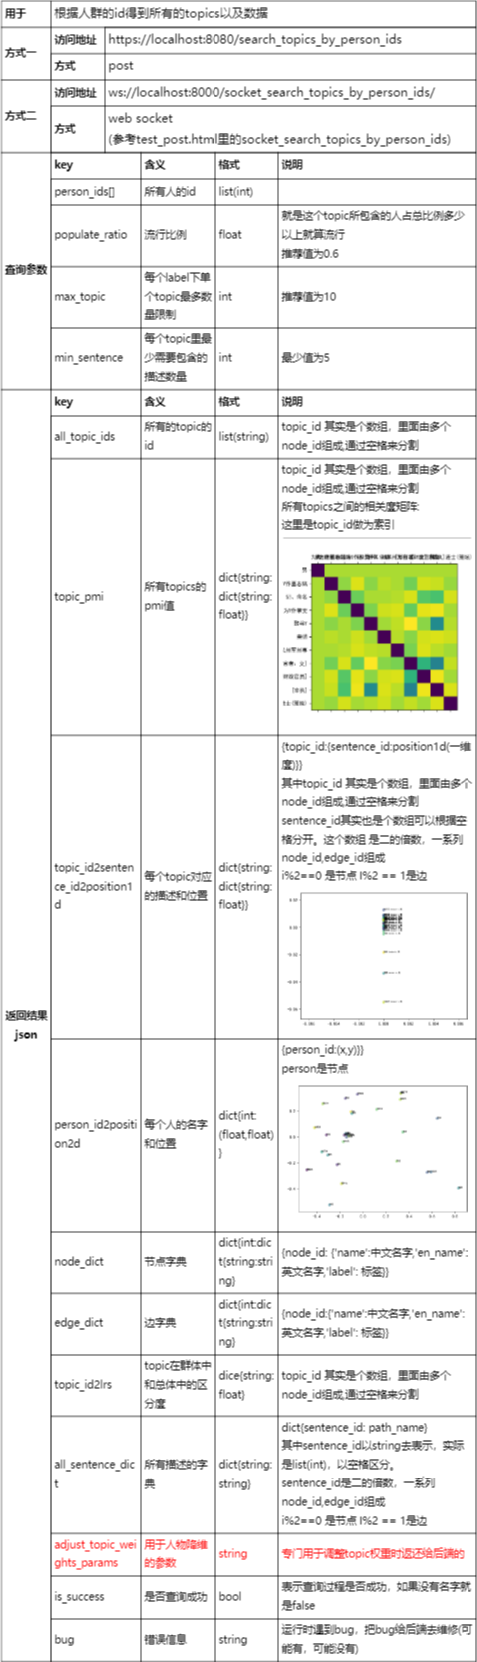 用于 根据人群的id得到所有的topics以及数据
方式一 访问地址 https://localhost:8080/search_topics_by_person_ids
方式 post
方式二 访问地址 ws://localhost:8000/socket_search_topics_by_person_ids/
方式 web socket
(参考test_post.html里的socket_search_topics_by_person_ids)
查询参数
key 含义 格式 说明
person_ids[] 所有人的id list(int)
populate_ratio 流行比例 float
就是这个topic所包含的人占总比例多少
以上就算流行
推荐值为0.6
max_topic
每个label下单
个topic最多数
量限制
int 推荐值为10
min_sentence
每个topic里最
少需要包含的
描述数量
int 最少值为5
返回结果
json
key 含义 格式 说明
all_topic_ids
所有的topic的
id
list(string)
topic_id 其实是个数组，里面由多个
node_id组成,通过空格来分割
topic_pmi
所有topics的
pmi值
dict{string:
dict{string:
float}}
topic_id 其实是个数组，里面由多个
node_id组成,通过空格来分割
所有topics之间的相关度矩阵
这里是topic_id做为索引
topic_id2senten
ce_id2position1
d
每个topic对应
的描述和位置
dict{string:
dict{string:
float}}
{topic_id:{sentence_id:position1d(一维
度)}}
其中topic_id 其实是个数组，里面由多个
node_id组成,通过空格来分割
sentence_id其实也是个数组可以根据空
格分开。这个数组 是二的倍数，一系列
node_id,edge_id组成
i%2==0 是节点 I%2 == 1是边
person_id2positi
on2d
每个人的名字
和位置
dict{int:
(float,float)
}
{person_id:(x,y)}}
person是节点
node_dict 节点字典
dict{int:dic
t{string:stri
ng}
{node_id: {'name':中文名字,'en_name':
英文名字,'label': 标签}}
edge_dict 边字典
dict{int:dic
t{string:stri
ng}
{node_id:{'name':中文名字,'en_name':
英文名字,'label': 标签}}
topic_id2lrs
topic在群体中
和总体中的区
分度
dice{string:
float}
topic_id 其实是个数组，里面由多个
node_id组成,通过空格来分割
all_sentence_dic
t
所有描述的字
典
dict{string:
string}
dict{sentence_id: path_name}
其中sentence_id以string去表示，实际
是list(int)，以空格区分。
sentence_id是二的倍数，一系列
node_id,edge_id组成
i%2==0 是节点 I%2 == 1是边
adjust_topic_wei
ghts_params
用于人物降维
的参数
string 专门用于调整topic权重时返还给后端的
is_success 是否查询成功 bool
表示查询过程是否成功，如果没有名字就
是false
bug 错误信息 string
运行时遇到bug，把bug给后端去维修(可
能有，可能没有)